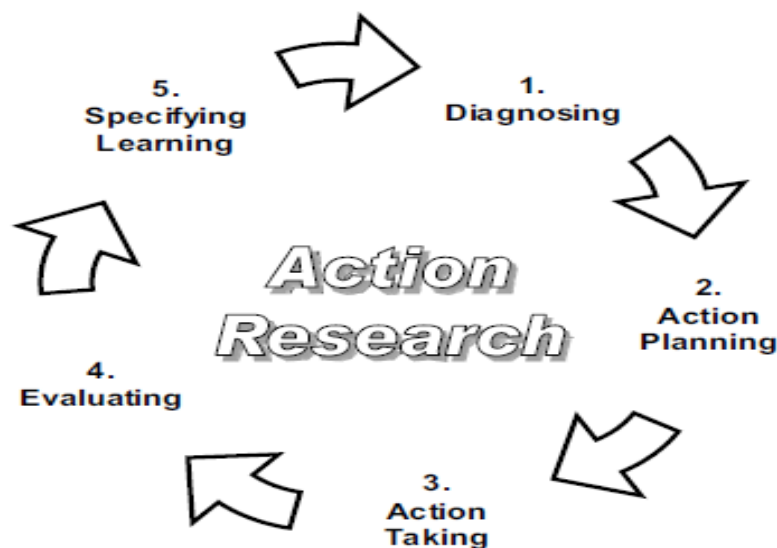 5.
Specifying
Learning
1.
Diagnosing
Action
Research
2.
Action
Planning
4.
Evaluating
3.
Action
Taking